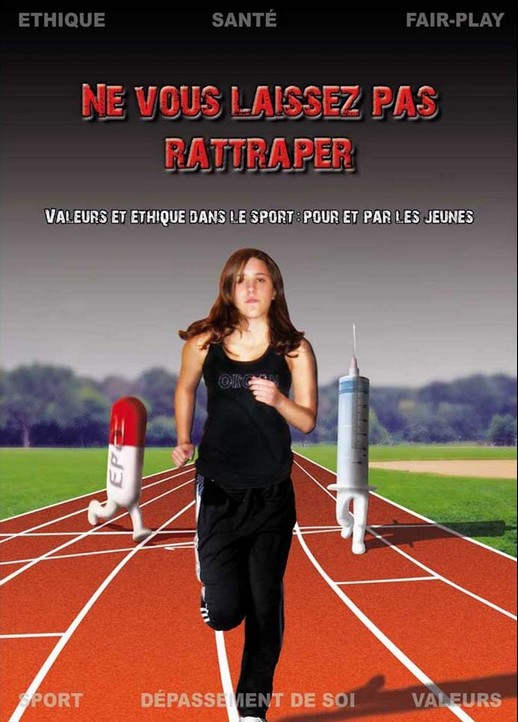 ETHIQUE SANTÉ FAIR-PLAY
NE VOUS LAISSEZ PAS
RATTRAPER
VALEURS ET ETHIQUE DANS LE SPORT : POUR ET PAR LES JEUNES
EPO
SPORT DÉPASSEMENT DE SOI VALEURS